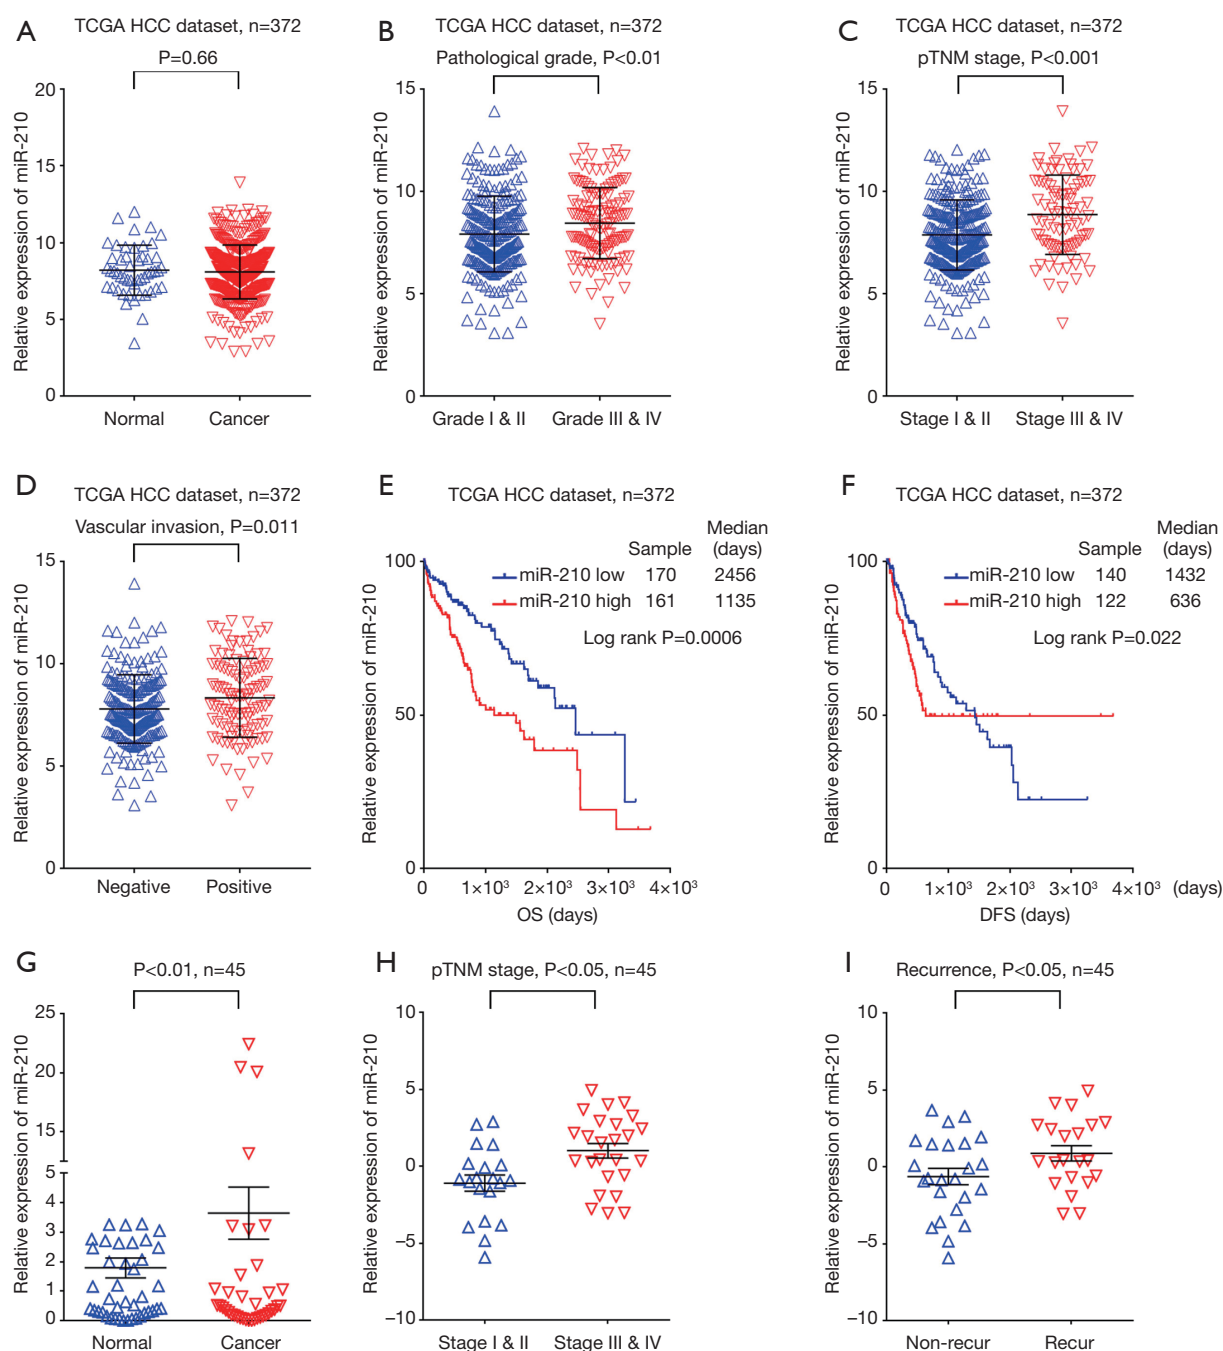 A
TCGA HCC dataset, n=372
P=0.66
Relative expression of miR-210
20
15
10
5
0
Normal
Cancer
B
TCGA HCC dataset, n=372
Pathological grade, P<0.01
Relative expression of miR-210
15
10
5
0
Grade I & II
Grade III & IV
C
TCGA HCC dataset, n=372
pTNM stage, P<0.001
Relative expression of miR-210
15
10
5
0
Stage I & II
Stage III & IV
D
TCGA HCC dataset, n=372
Vascular invasion, P=0.011
Relative expression of miR-210
15
10
5
0
Negative
Positive
E
TCGA HCC dataset, n=372
Median
Sample (days)
miR-210 low 170 2456
miR-210 high 161 1135
Log rank P=0.0006
Relative expression of miR-210
100
50
0
0 1×10³ 2×10³ 3×10³ 4×10³
OS (days)
F
TCGA HCC dataset, n=372
Median
Sample (days)
miR-210 low 140 1432
miR-210 high 122 636
Log rank P=0.022
Relative expression of miR-210
100
50
0
0 1×10³ 2×10³ 3×10³ 4×10³ (days)
DFS (days)
G
P<0.01, n=45
Relative expression of miR-210
25
20
15
5
4
3
2
1
0
Normal
Cancer
H
pTNM stage, P<0.05, n=45
Relative expression of miR-210
10
5
0
−5
−10
Stage I & II
Stage III & IV
I
Recurrence, P<0.05, n=45
Relative expression of miR-210
10
5
0
−5
−10
Non-recur
Recur